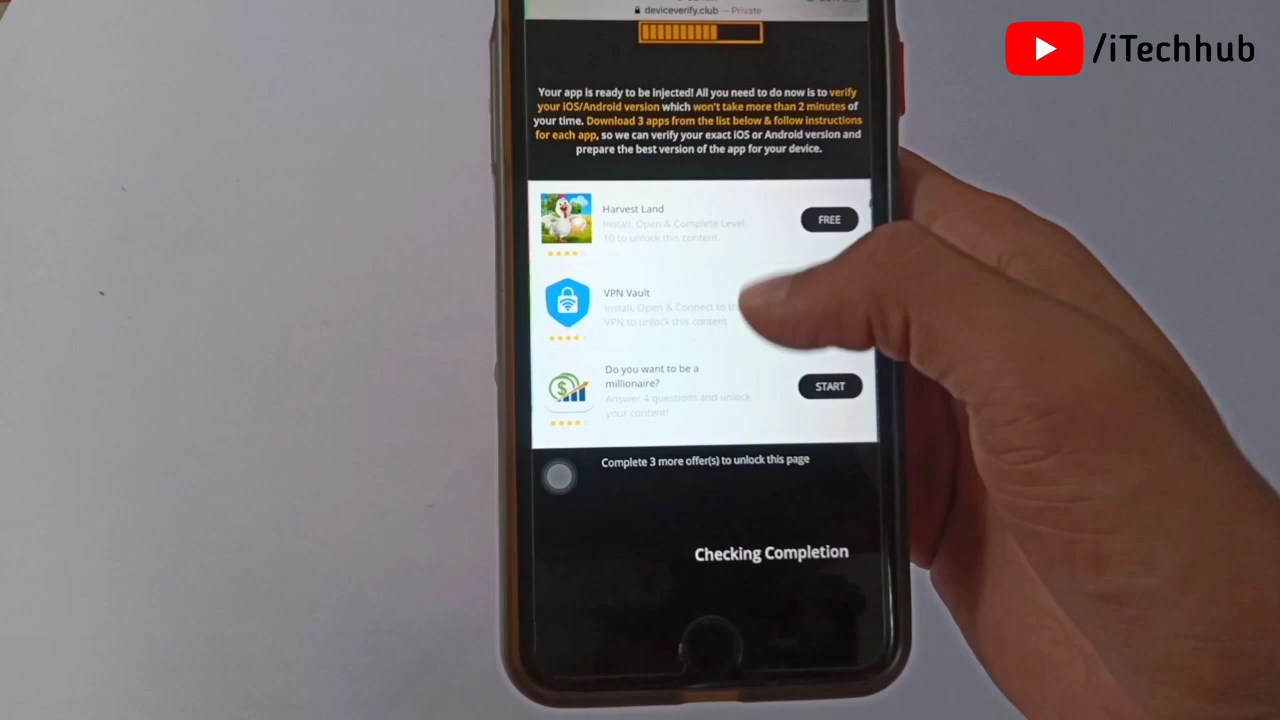 deviceverify.club — Private
/iTechhub
Your app is ready to be injected! All you need to do now is to verify
your iOS/Android version which won't take more than 2 minutes of
your time. Download 3 apps from the list below & follow instructions
for each app, so we can verify your exact iOS or Android version and
prepare the best version of the app for your device.
Harvest Land
Install, Open & Complete Level
10 to unlock this content.
FREE
VPN Vault
Install, Open & Connect to
VPN to unlock this content
Do you want to be a
millionaire?
Answer 4 questions and unlock
your content!
START
Complete 3 more offer(s) to unlock this page
Checking Completion